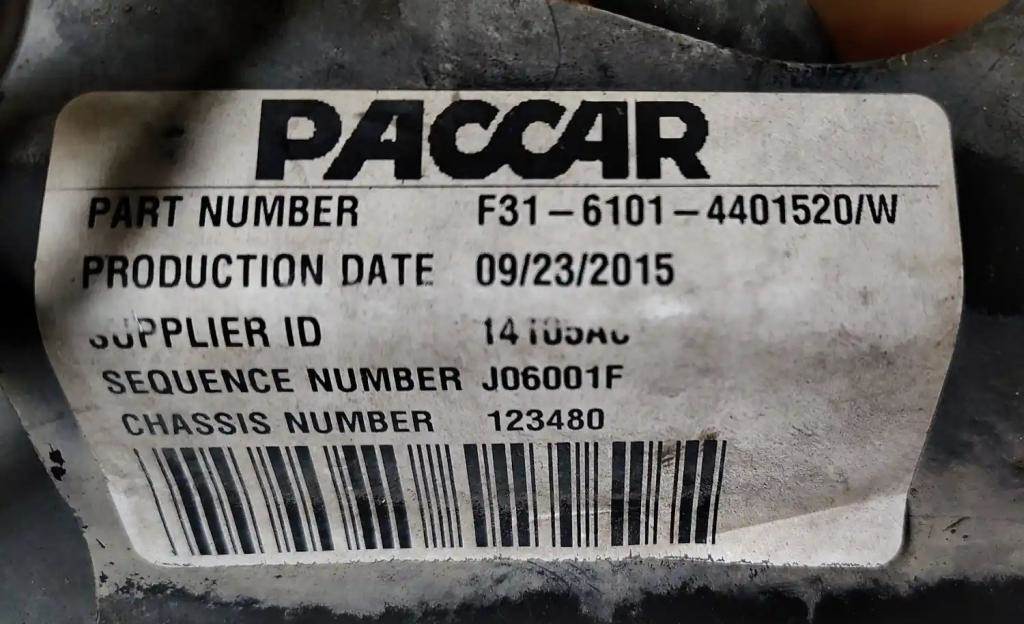 PACCAR
PART NUMBER F31-6101-4401520/W
PRODUCTION DATE 09/23/2015
SUPPLIER ID
SEQUENCE NUMBER J06001F
CHASSIS NUMBER 123480